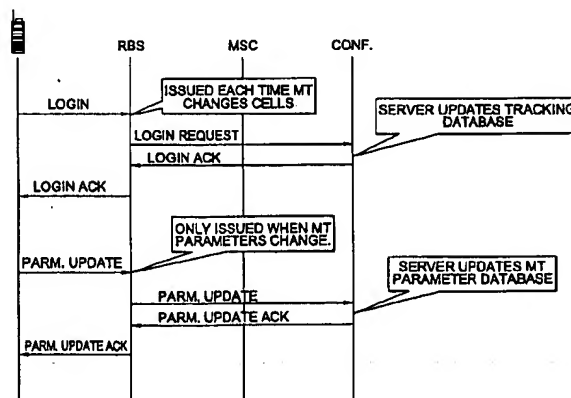 RBS MSC CONF.
ISSUED EACH TIME MT
CHANGES CELLS.
LOGIN
SERVER UPDATES TRACKING
DATABASE
LOGIN REQUEST
LOGIN ACK
LOGIN ACK
ONLY ISSUED WHEN MT
PARAMETERS CHANGE.
PARM. UPDATE
SERVER UPDATES MT
PARAMETER DATABASE
PARM. UPDATE
PARM. UPDATE ACK
PARM. UPDATE ACK